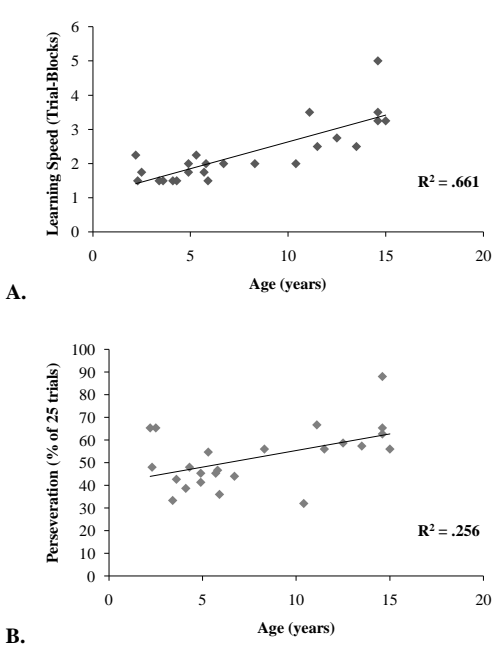 6
5
4
3
2
1
0
Learning Speed (Trial-Blocks)
R² = .661
0 5 10 15 20
Age (years)
A.
100
90
80
70
60
50
40
30
20
10
0
Perseveration (% of 25 trials)
R² = .256
0 5 10 15 20
Age (years)
B.